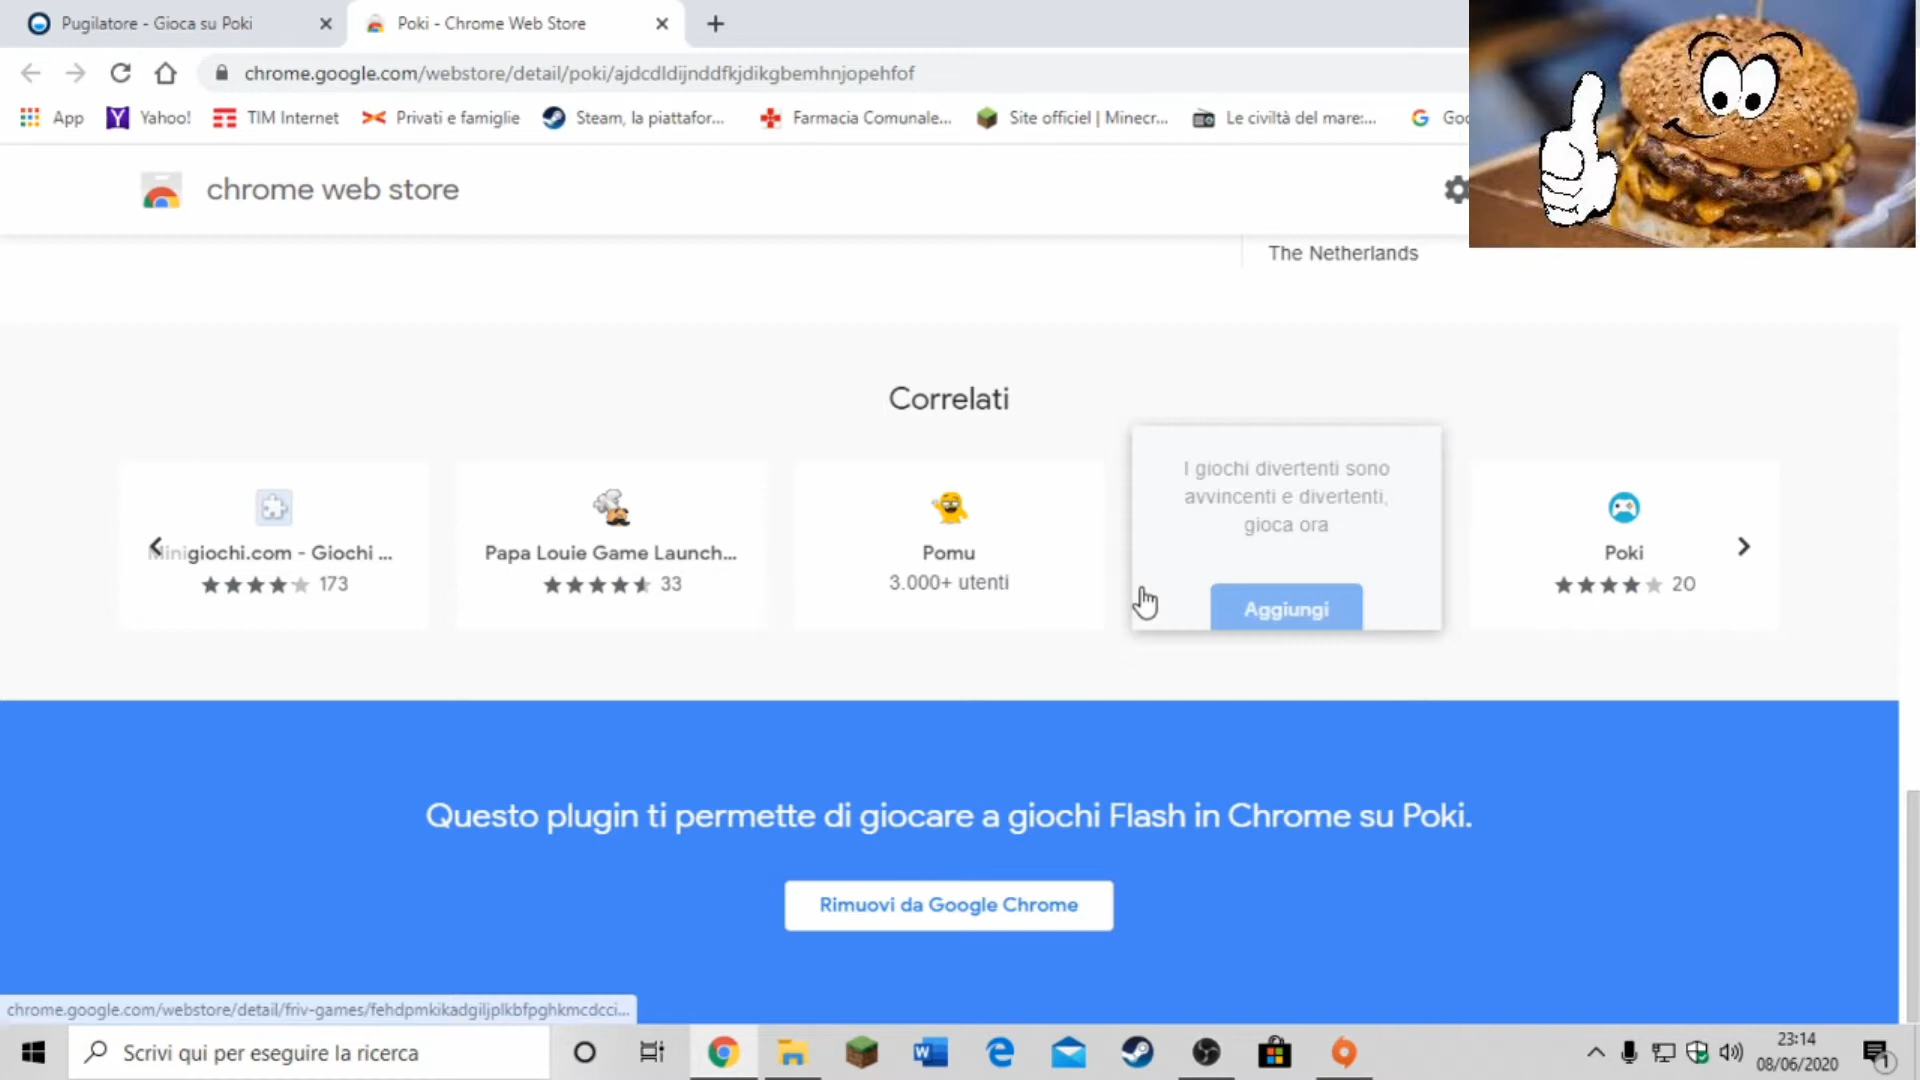 Pugilatore - Gioca su Poki
Poki - Chrome Web Store
chrome.google.com/webstore/detail/poki/ajdcdldijnddfkjdikgbemhnjopehfof
App
Yahoo!
TIM Internet
Privati e famiglie
Steam, la piattafor...
Farmacia Comunale...
Site officiel | Minecr...
Le civiltà del mare:...
Goo
chrome web store
The Netherlands
Correlati
Minigiochi.com - Giochi ...
173
Papa Louie Game Launch...
33
Pomu
3.000+ utenti
I giochi divertenti sono
avvincenti e divertenti,
gioca ora
Aggiungi
Poki
20
Questo plugin ti permette di giocare a giochi Flash in Chrome su Poki.
Rimuovi da Google Chrome
chrome.google.com/webstore/detail/friv-games/fehdpmkikadgiljplkbfpghkmcdcci...
Scrivi qui per eseguire la ricerca
23:14
08/06/2020
1